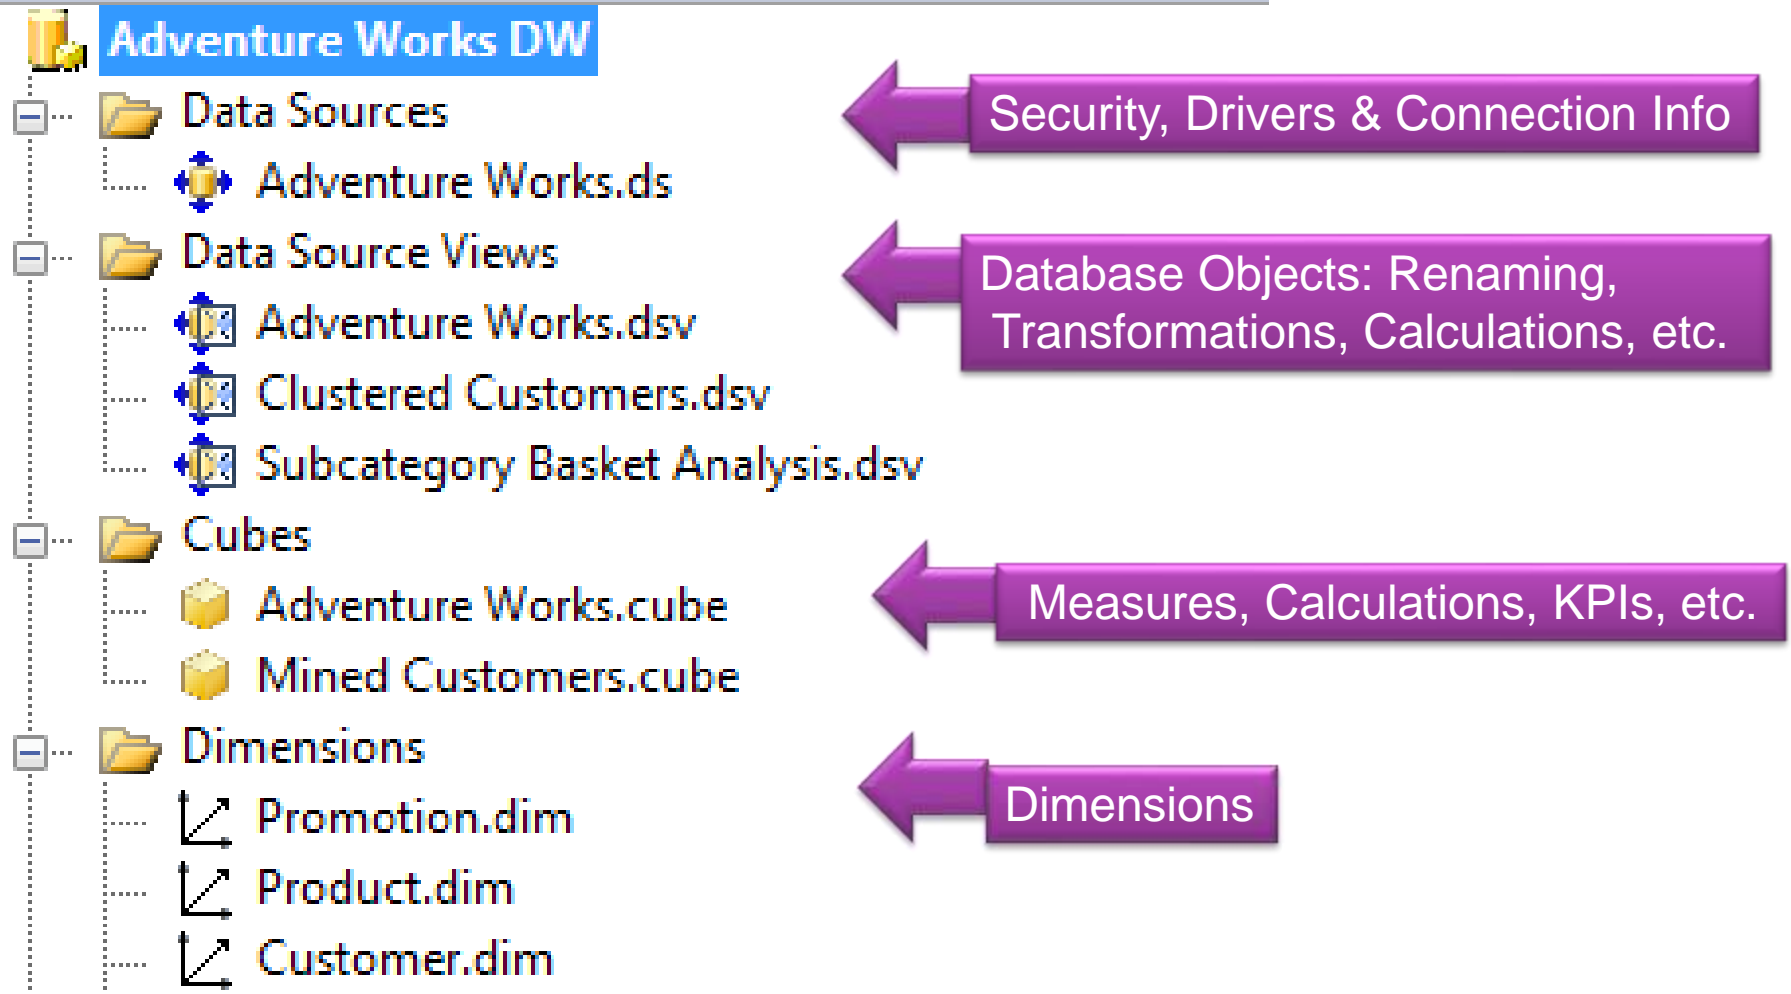 Adventure Works DW
Data Sources
Security, Drivers & Connection Info
Adventure Works.ds
Data Source Views
Database Objects: Renaming,
Transformations, Calculations, etc.
Adventure Works.dsv
Clustered Customers.dsv
Subcategory Basket Analysis.dsv
Cubes
Measures, Calculations, KPIs, etc.
Adventure Works.cube
Mined Customers.cube
Dimensions
Dimensions
Promotion.dim
Product.dim
Customer.dim